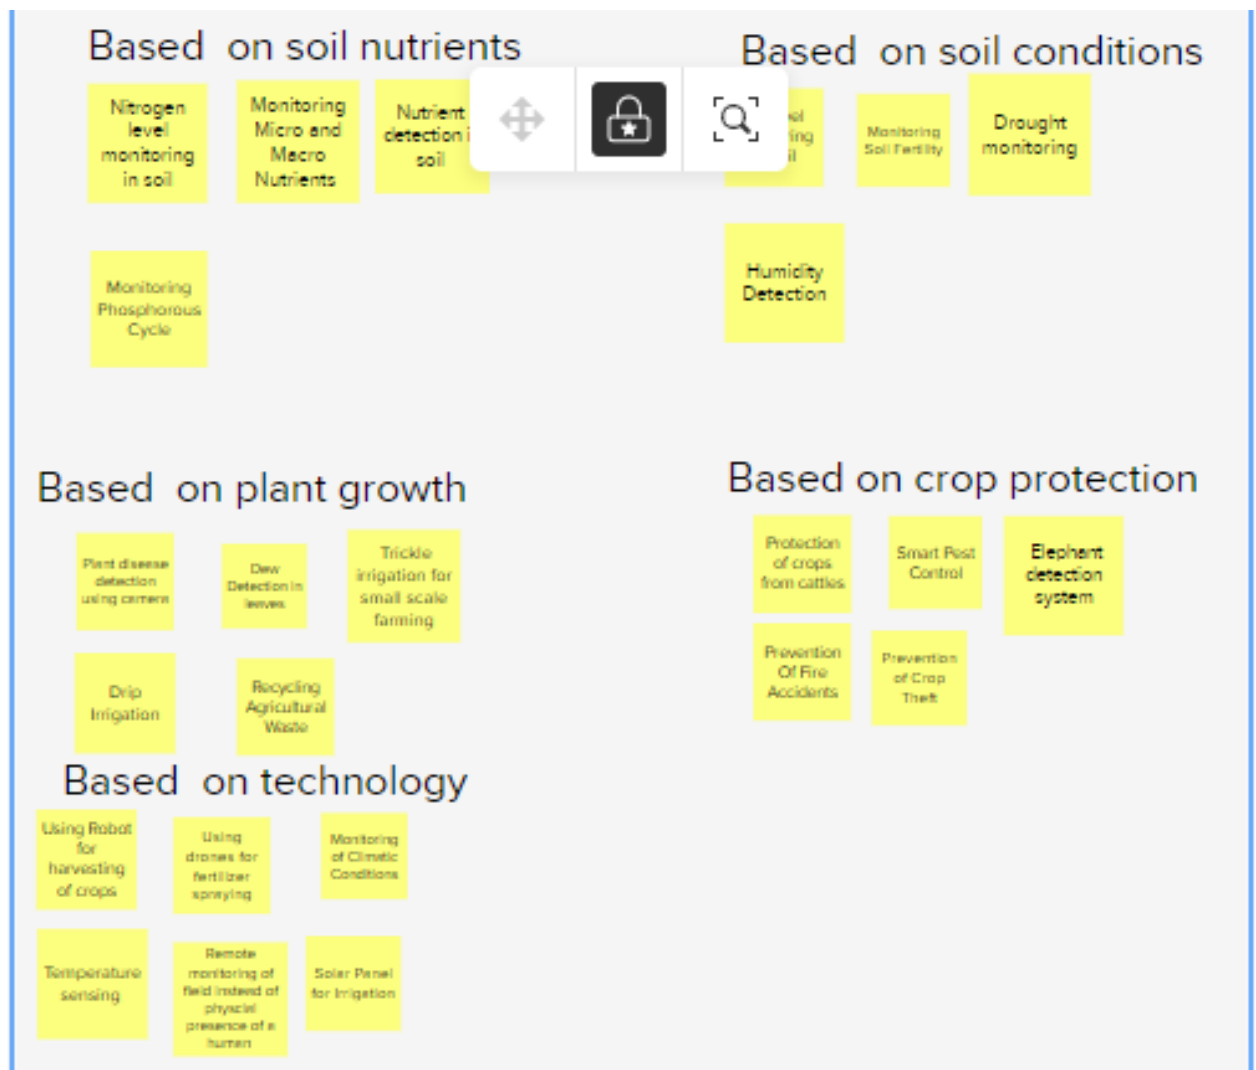 Based on soil nutrients
Nitrogen
level
monitoring
in soil
Monitoring
Micro and
Macro
Nutrients
Nutrient
detection
soil
Monitoring
Phosphorous
Cycle
Based on soil conditions
Monitoring
Soil Fertility
Drought
monitoring
Humidity
Detection
Based on plant growth
Plant disease
detection
using camera
Dew
Detection in
leaves
Trickle
irrigation for
small scale
farming
Drip
Irrigation
Recycling
Agricultural
Waste
Based on crop protection
Protection
of crops
from cattles
Smart Pest
Control
Elephant
detection
system
Prevention
Of Fire
Accidents
Prevention
of Crop
Theft
Based on technology
Using Robot
for
harvesting
of crops
Using
drones for
fertilizer
spraying
Monitoring
of Climatic
Conditions
Temperature
sensing
Remote
monitoring of
field instead of
physcial
presence of a
human
Solar Panel
for Irrigation